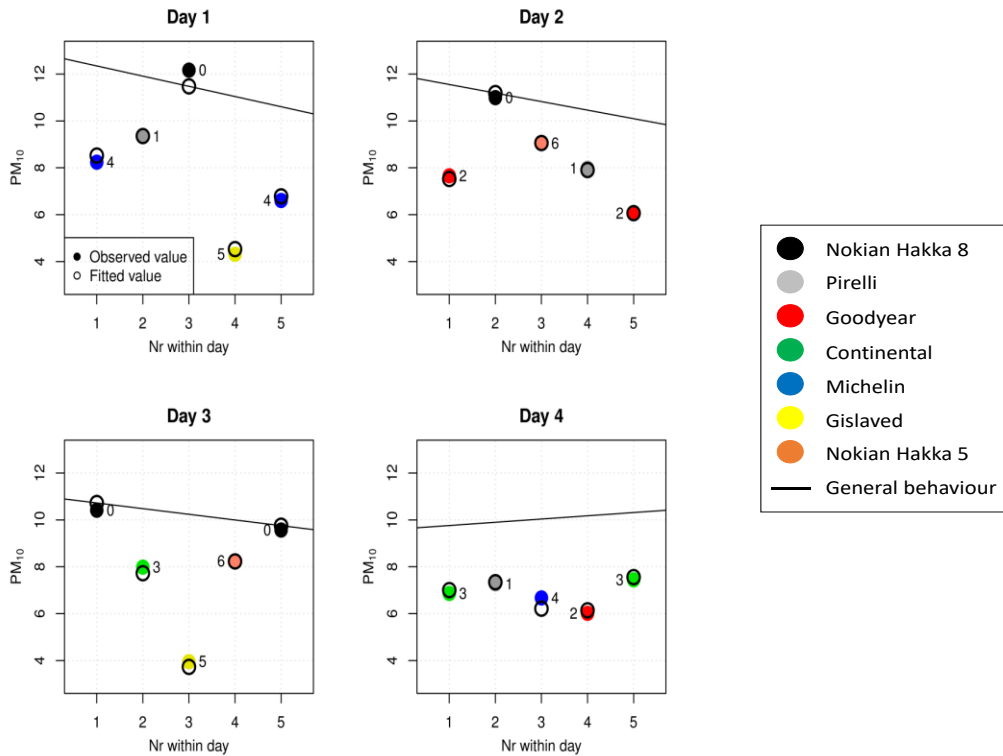 Day 1
Day 2
12
10
8
6
4
PM₁₀
0
1
4
4
5
Observed value
Fitted value
1 2 3 4 5
Nr within day
12
10
8
6
4
PM₁₀
0
6
2
1
2
1 2 3 4 5
Nr within day
Nokian Hakka 8
Pirelli
Goodyear
Continental
Michelin
Gislaved
Nokian Hakka 5
General behaviour
Day 3
Day 4
12
10
8
6
4
PM₁₀
0
0
3
6
5
1 2 3 4 5
Nr within day
12
10
8
6
4
PM₁₀
3
1
4
2
3
1 2 3 4 5
Nr within day